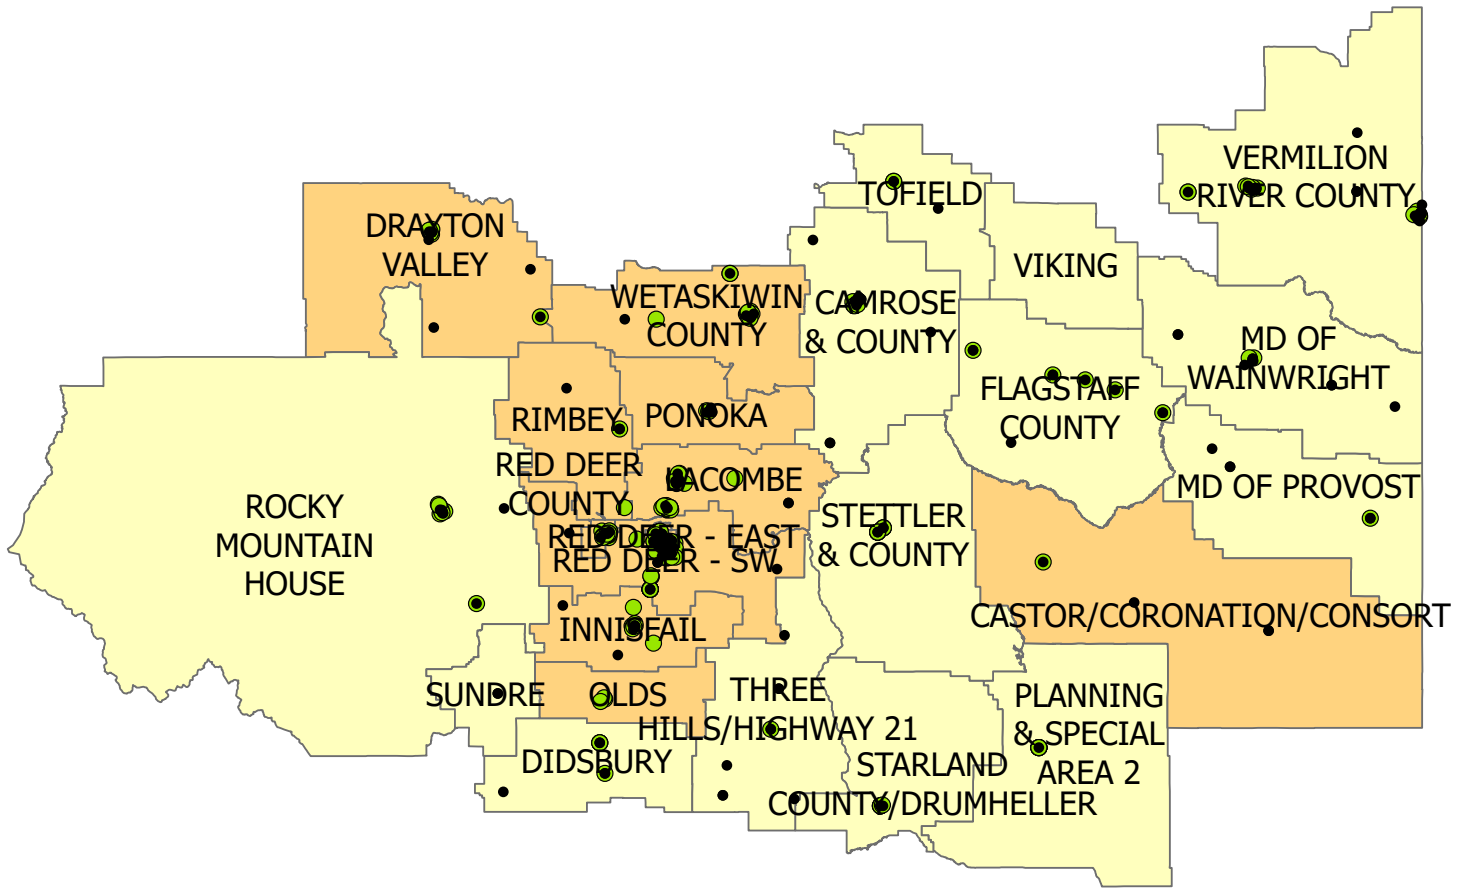 VERMILION
RIVER COUNTY
TOFIELD
DRAYTON
VALLEY
VIKING
WETASKIWIN
COUNTY
CAMROSE
& COUNTY
MD OF
WAINWRIGHT
FLAGSTAFF
COUNTY
RIMBEY
PONOKA
RED DEER
COUNTY
LACOMBE
MD OF PROVOST
ROCKY
MOUNTAIN
HOUSE
STETTLER
& COUNTY
RED DEER - EAST
RED DEER - SW
CASTOR/CORONATION/CONSORT
INNISFAIL
SUNDRE
OLDS
THREE
HILLS/HIGHWAY 21
PLANNING
& SPECIAL
AREA 2
DIDSBURY
STARLAND
COUNTY/DRUMHELLER